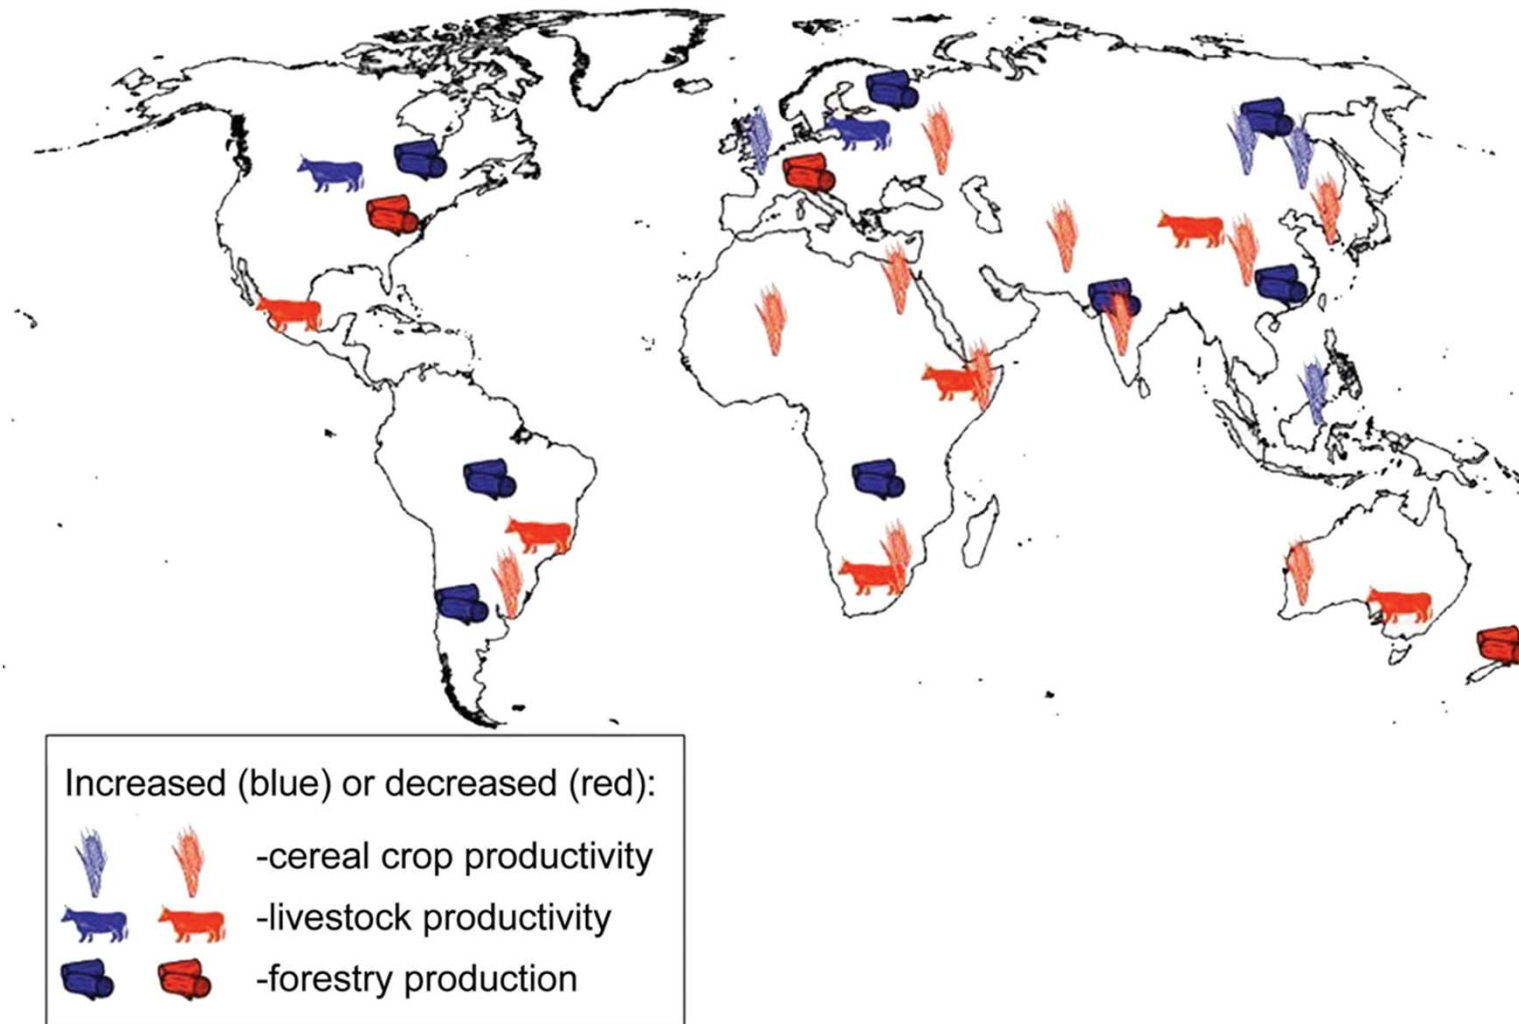 Increased (blue) or decreased (red):
-cereal crop productivity
-livestock productivity
-forestry production